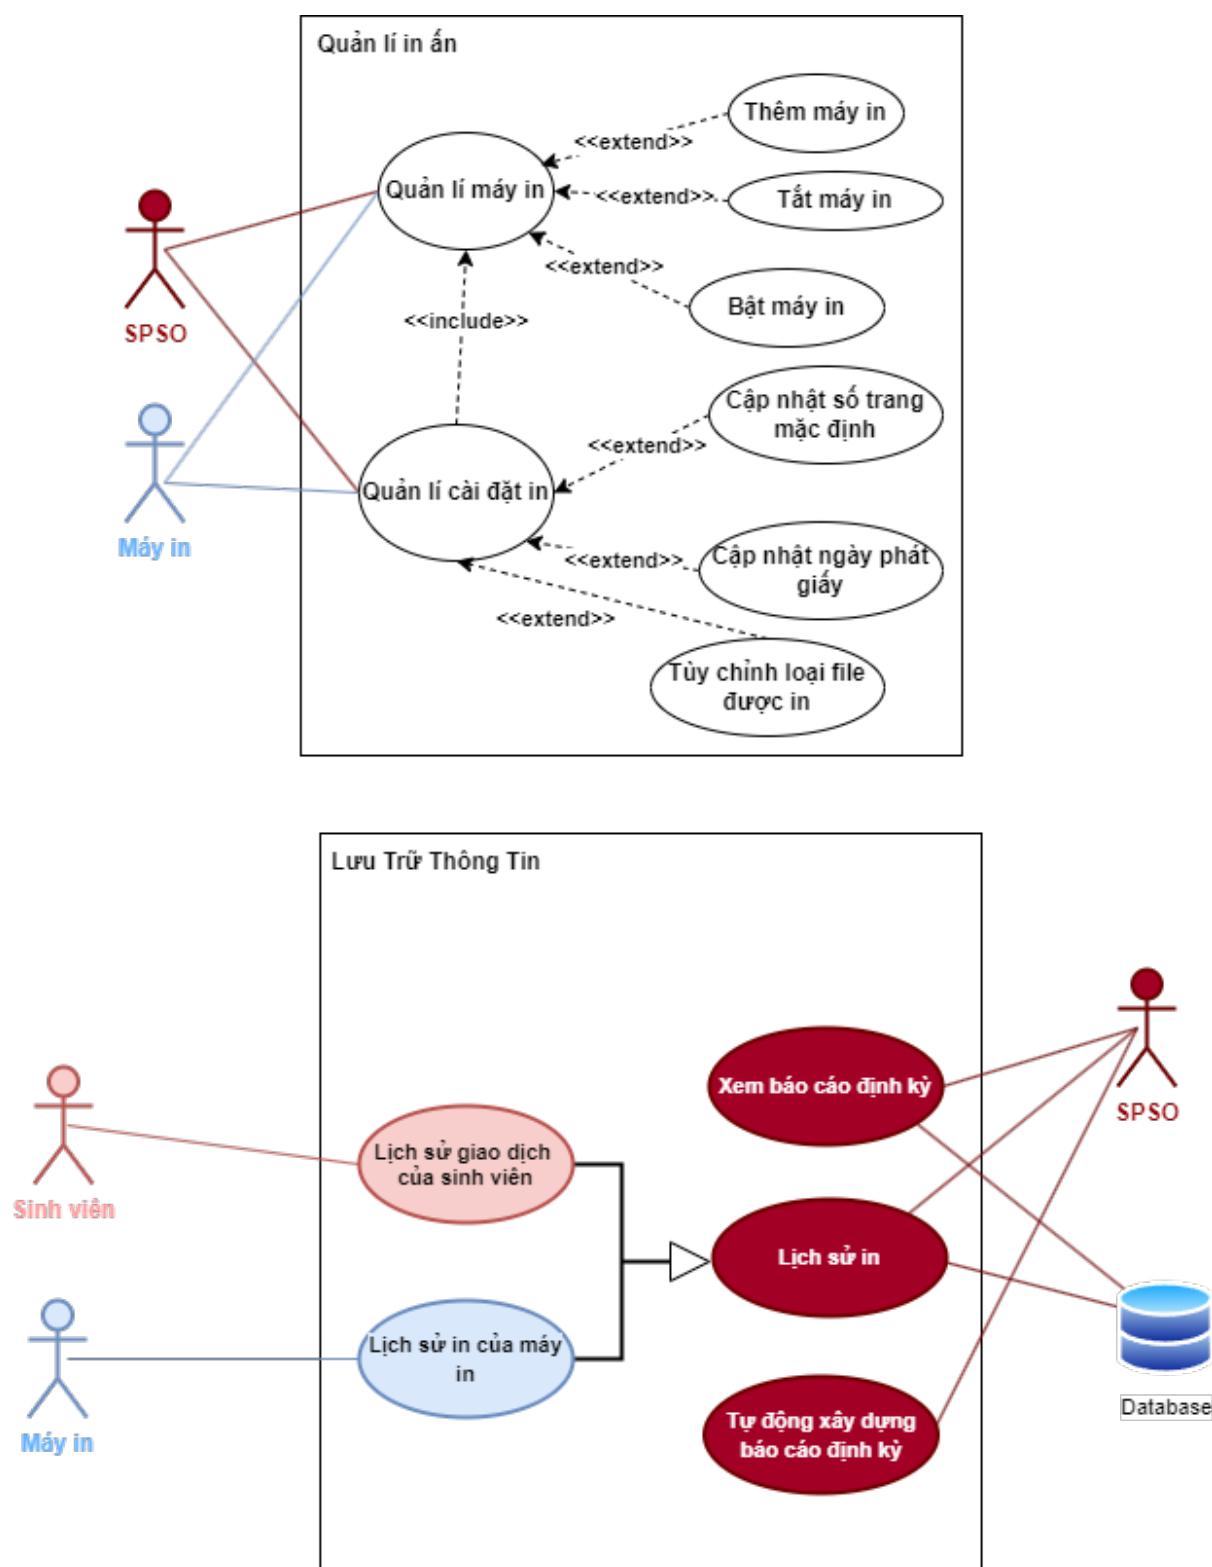 Quản lí in ấn
Thêm máy in
<<extend>>
Quản lí máy in
<<extend>>
Tắt máy in
<<extend>>
Bật máy in
SPSO
<<include>>
Cập nhật số trang
mặc định
<<extend>>
Quản lí cài đặt in
Máy in
<<extend>>
Cập nhật ngày phát
giấy
<<extend>>
Tùy chỉnh loại file
được in
Lưu Trữ Thông Tin
Xem báo cáo định kỳ
SPSO
Lịch sử giao dịch
của sinh viên
Sinh viên
Lịch sử in
Lịch sử in của máy
in
Database
Tự động xây dựng
báo cáo định kỳ
Máy in